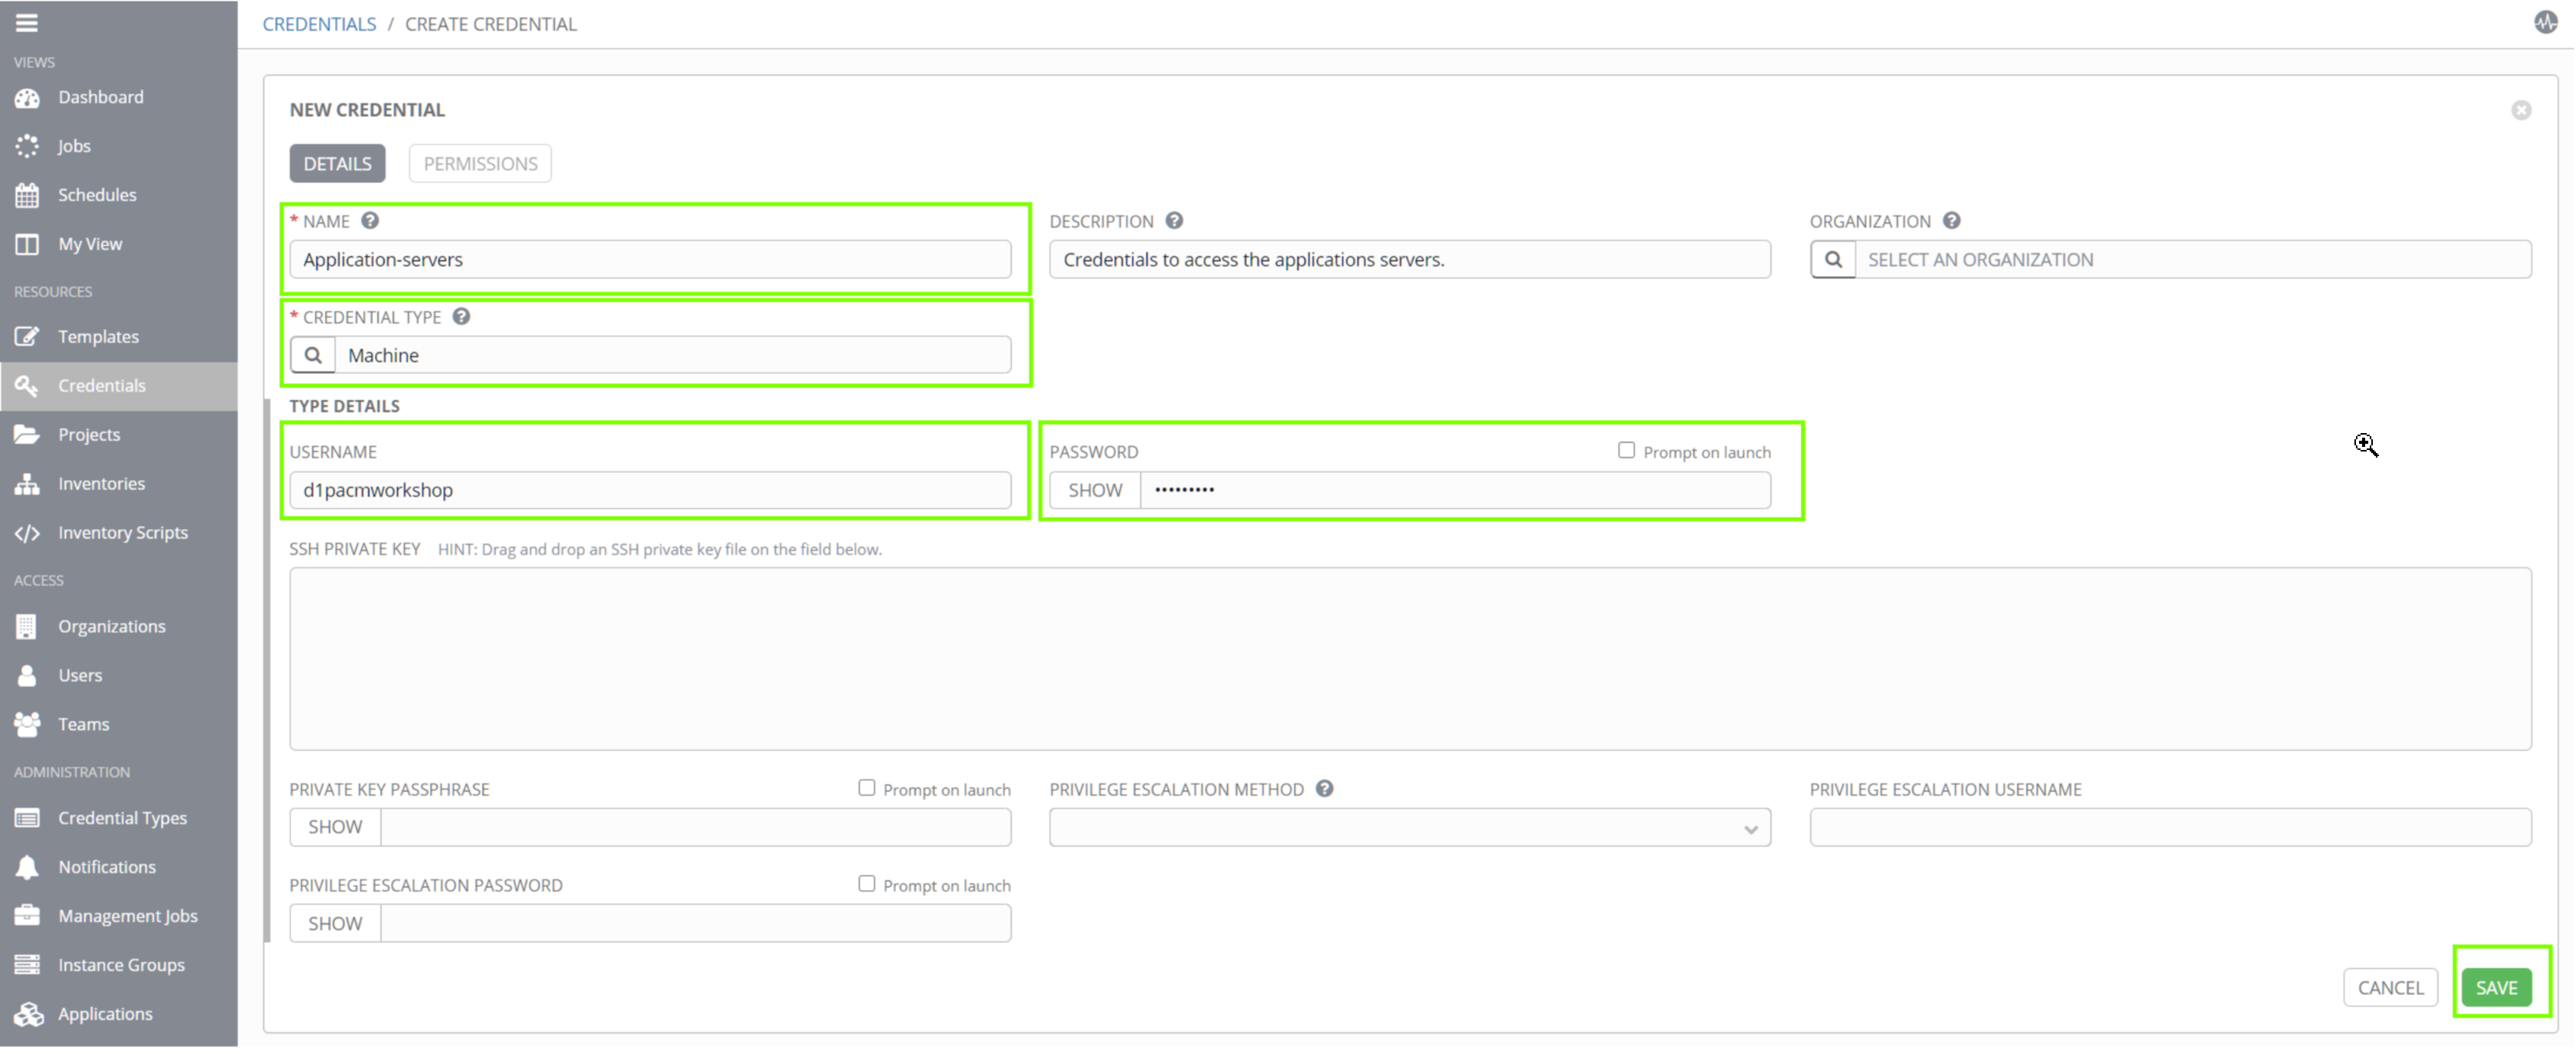 CREDENTIALS / CREATE CREDENTIAL
VIEWS
Dashboard
Jobs
Schedules
My View
RESOURCES
Templates
Credentials
Projects
Inventories
Inventory Scripts
ACCESS
Organizations
Users
Teams
ADMINISTRATION
Credential Types
Notifications
Management Jobs
Instance Groups
Applications
NEW CREDENTIAL
DETAILS PERMISSIONS
* NAME ?
Application-servers
DESCRIPTION ?
Credentials to access the applications servers.
ORGANIZATION ?
SELECT AN ORGANIZATION
* CREDENTIAL TYPE ?
Machine
TYPE DETAILS
USERNAME
d1pacmworkshop
PASSWORD Prompt on launch
SHOW •••••••••
SSH PRIVATE KEY HINT: Drag and drop an SSH private key file on the field below.
PRIVATE KEY PASSPHRASE Prompt on launch
SHOW
PRIVILEGE ESCALATION METHOD ?
PRIVILEGE ESCALATION USERNAME
PRIVILEGE ESCALATION PASSWORD Prompt on launch
SHOW
CANCEL SAVE